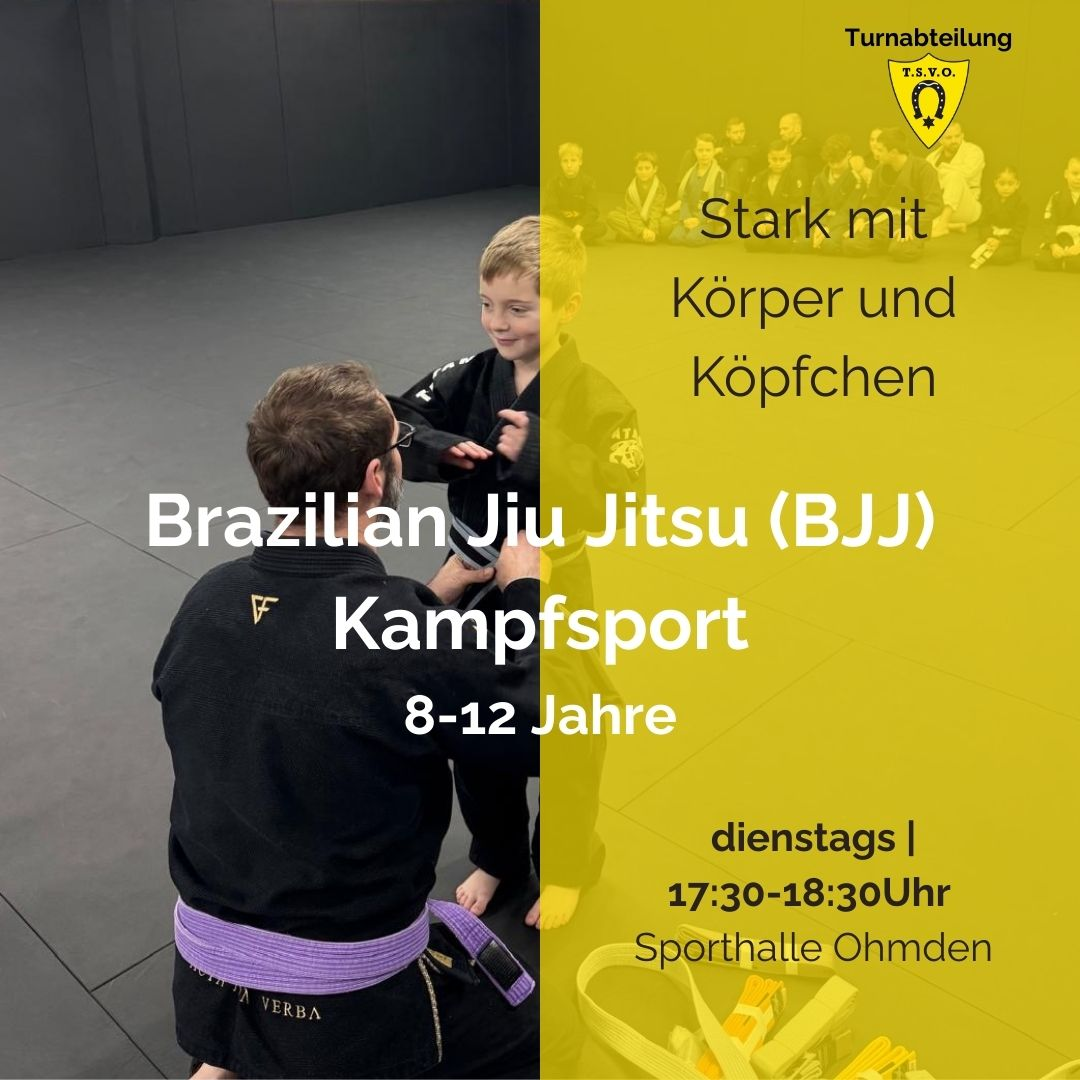 Turnabteilung
T.S.V.O.
Stark mit
Körper und
Köpfchen
Brazilian Jiu Jitsu (BJJ)
Kampfsport
8-12 Jahre
dienstags |
17:30-18:30Uhr
Sporthalle Ohmden
VERBA